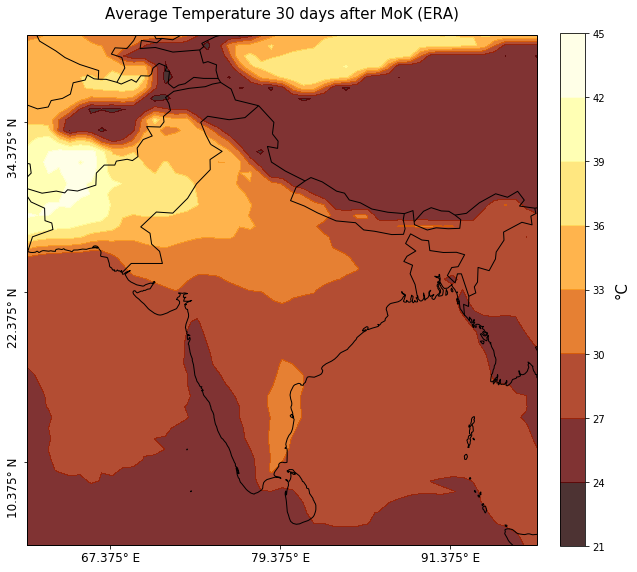 Average Temperature 30 days after MoK (ERA)
45
42
39
36
33
30
27
24
21
°C
34.375° N
22.375° N
10.375° N
67.375° E
79.375° E
91.375° E